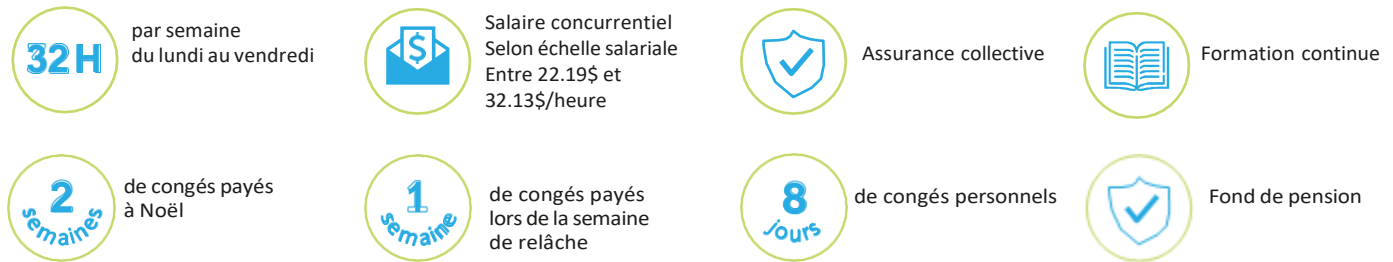 32H
par semaine
du lundi au vendredi
$
Salaire concurrentiel
Selon échelle salariale
Entre 22.19$ et
32.13$/heure
Assurance collective
Formation continue
2
semaines
de congés payés
à Noël
1
semaine
de congés payés
lors de la semaine
de relâche
8
jours
de congés personnels
Fond de pension